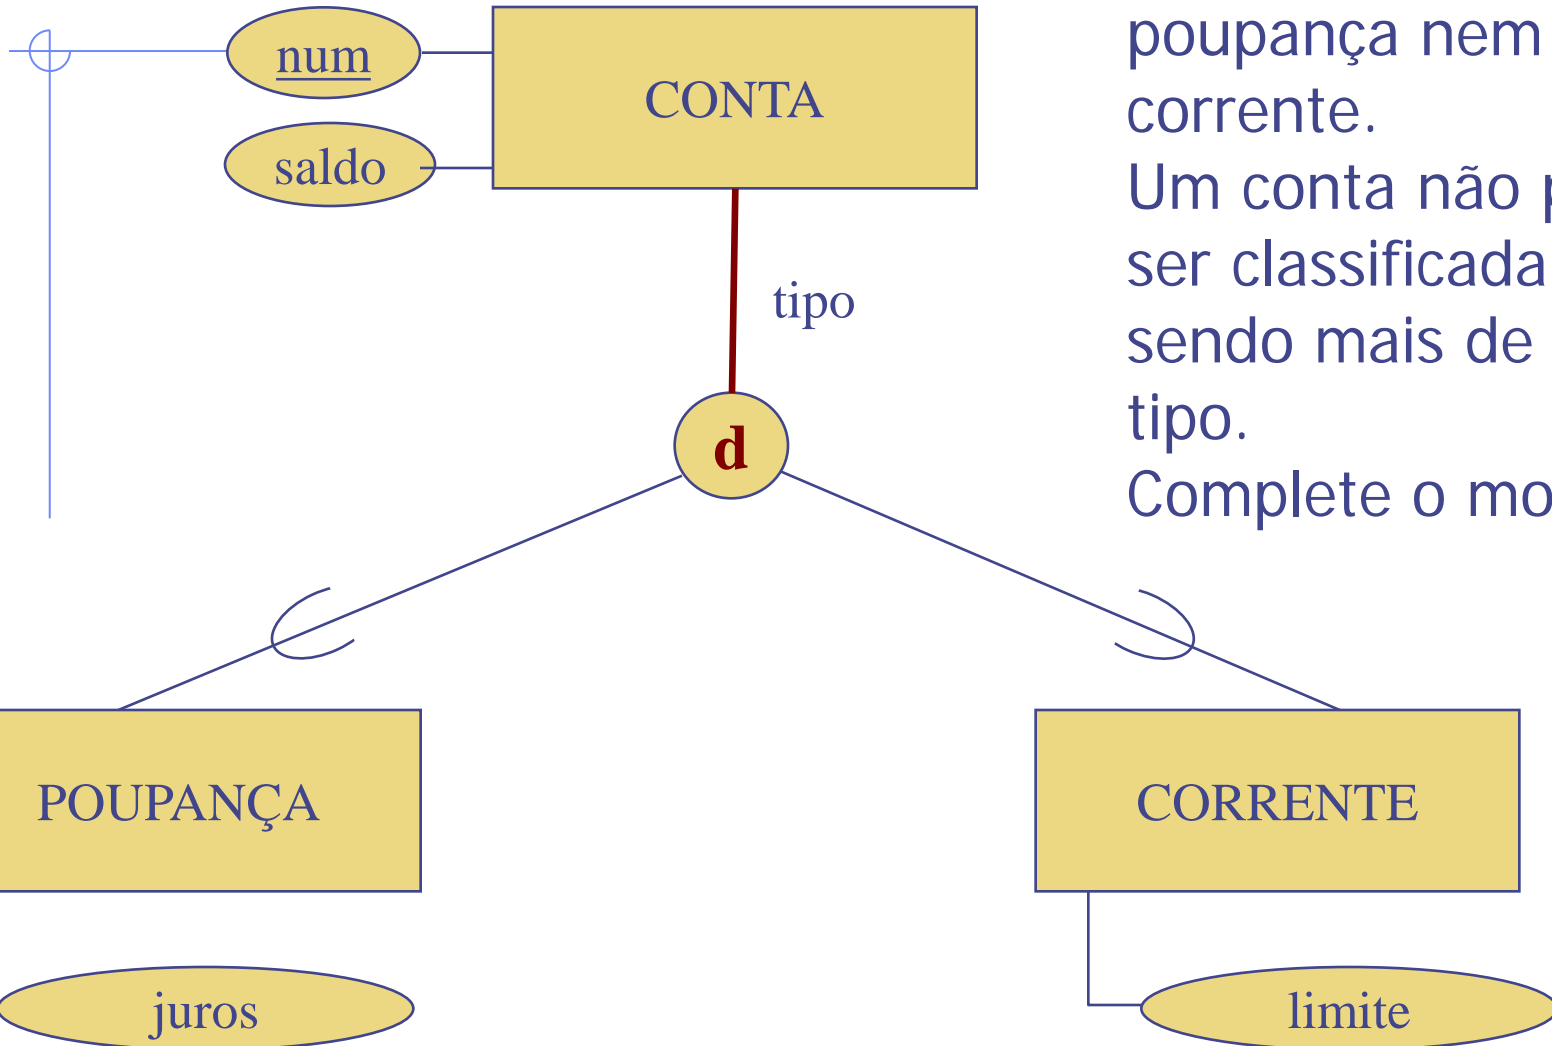 num
CONTA
saldo
tipo
d
POUPANÇA
CORRENTE
juros
limite
poupança nem
corrente.
Um conta não
ser classificada
sendo mais de
tipo.
Complete o